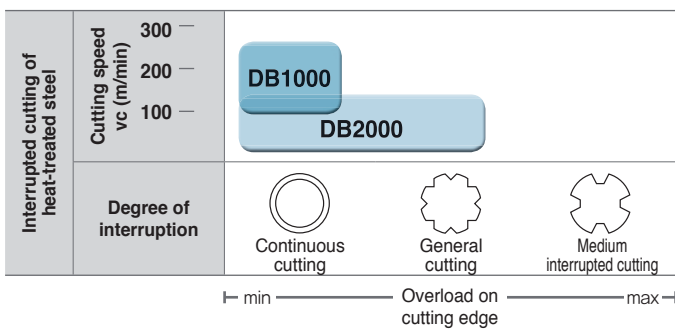 Interrupted cutting of
heat-treated steel
Cutting speed
vc (m/min)
300
200
100
DB1000
DB2000
Degree of
interruption
Continuous
cutting
General
cutting
Medium
interrupted cutting
min
Overload on
cutting edge
max